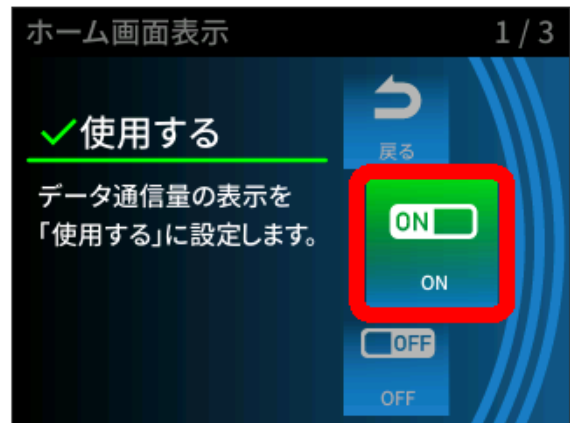 ホーム画面表示 1/3
✓使用する
データ通信量の表示を
「使用する」に設定します。
戻る
ON
ON
OFF
OFF